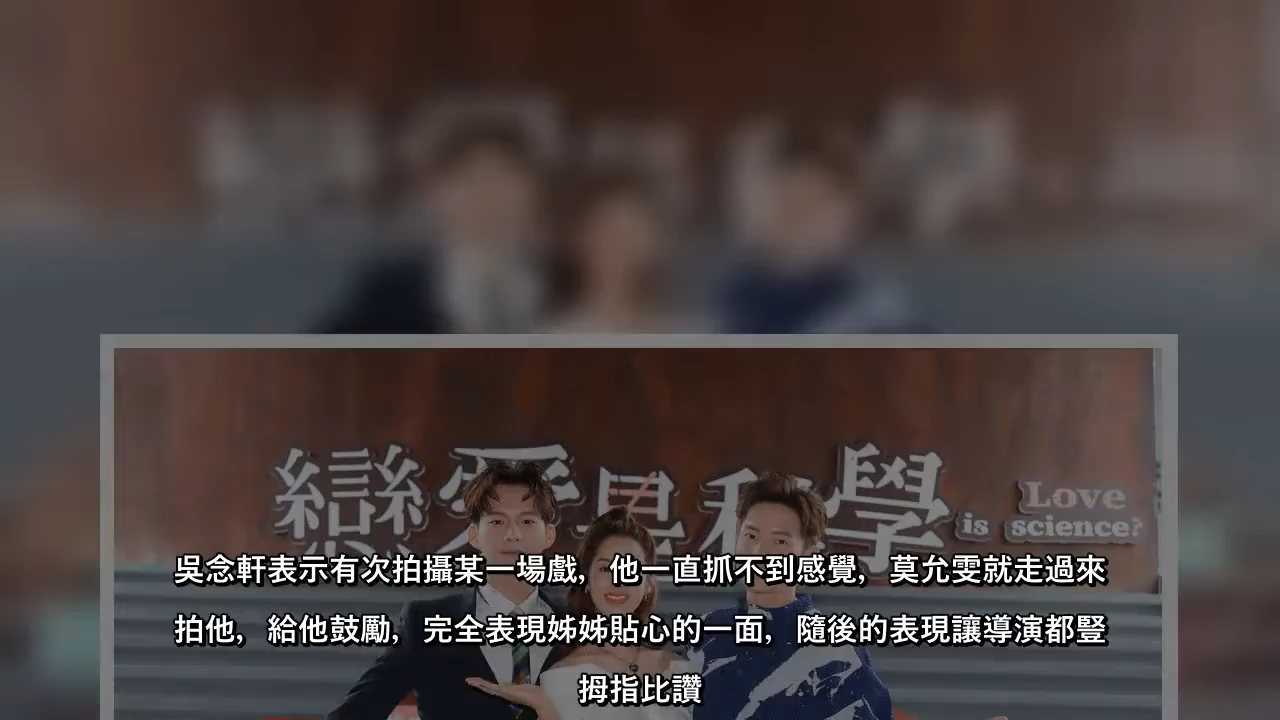 戀愛是科學
Love
is science?
吳念軒表示有次拍攝某一場戲，他一直抓不到感覺，莫允雯就走過來
拍他，給他鼓勵，完全表現姊姊貼心的一面，隨後的表現讓導演都豎
拇指比讚